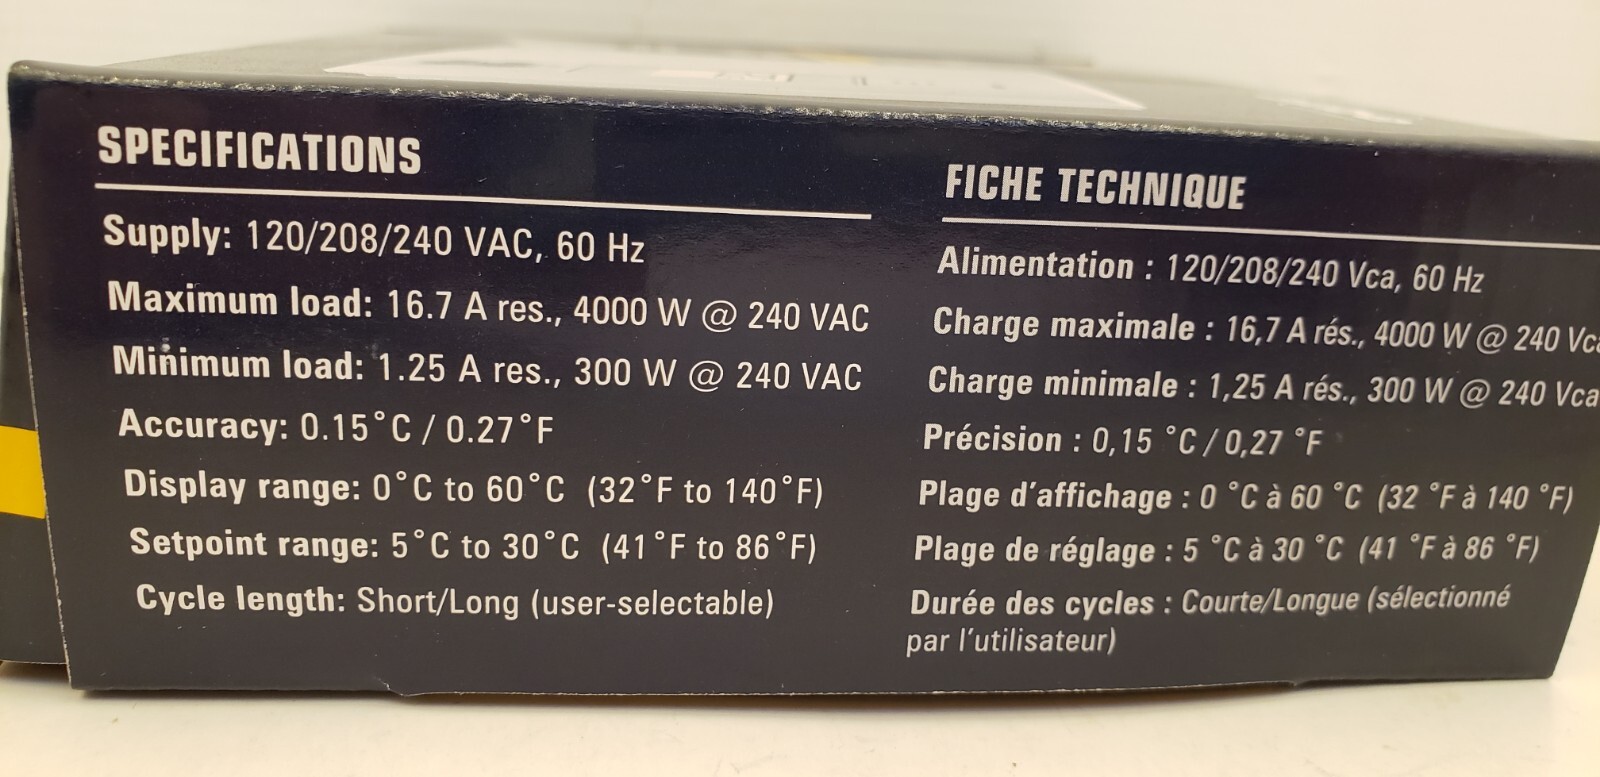 SPECIFICATIONS
Supply: 120/208/240 VAC, 60 Hz
Maximum load: 16.7 A res., 4000 W @ 240 VAC
Minimum load: 1.25 A res., 300 W @ 240 VAC
Accuracy: 0.15°C / 0.27°F
Display range: 0°C to 60°C (32°F to 140°F)
Setpoint range: 5°C to 30°C (41°F to 86°F)
Cycle length: Short/Long (user-selectable)
FICHE TECHNIQUE
Alimentation : 120/208/240 Vca, 60 Hz
Charge maximale : 16,7 A rés., 4000 W @ 240 Vca
Charge minimale : 1,25 A rés., 300 W @ 240 Vca
Précision : 0,15 °C / 0,27 °F
Plage d'affichage : 0 °C à 60 °C (32 °F à 140 °F)
Plage de réglage : 5 °C à 30 °C (41 °F à 86 °F)
Durée des cycles : Courte/Longue (sélectionné
par l'utilisateur)